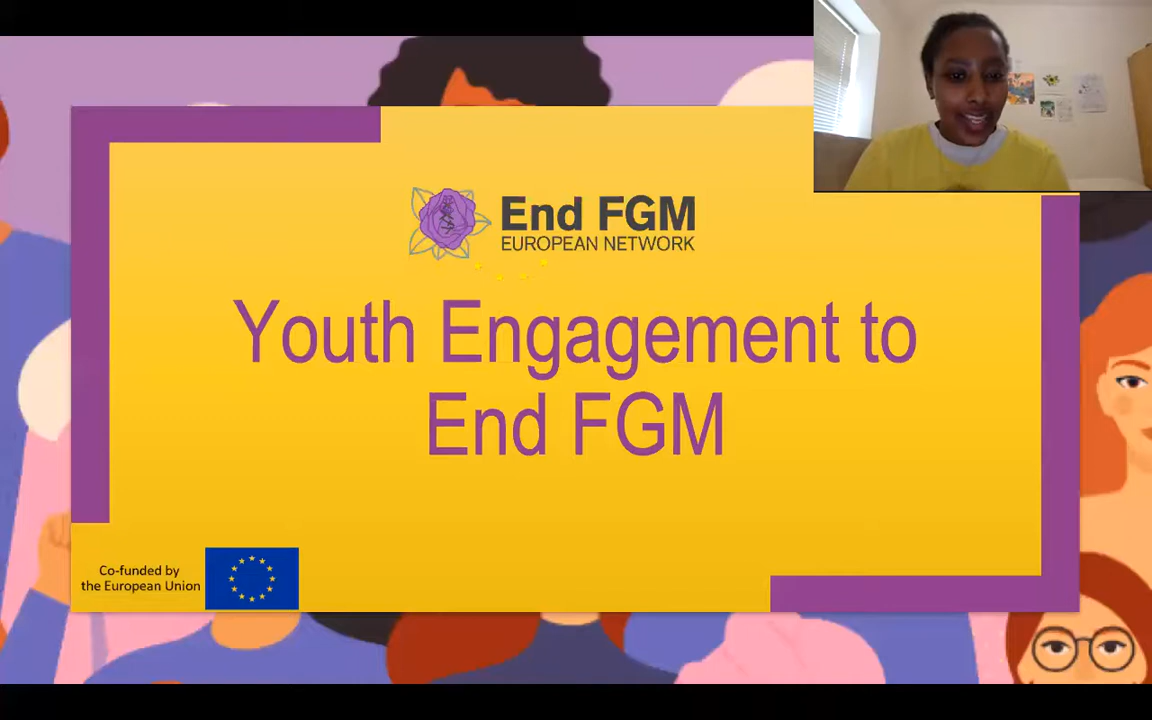 End FGM
EUROPEAN NETWORK
Youth Engagement to
End FGM
Co-funded by
the European Union